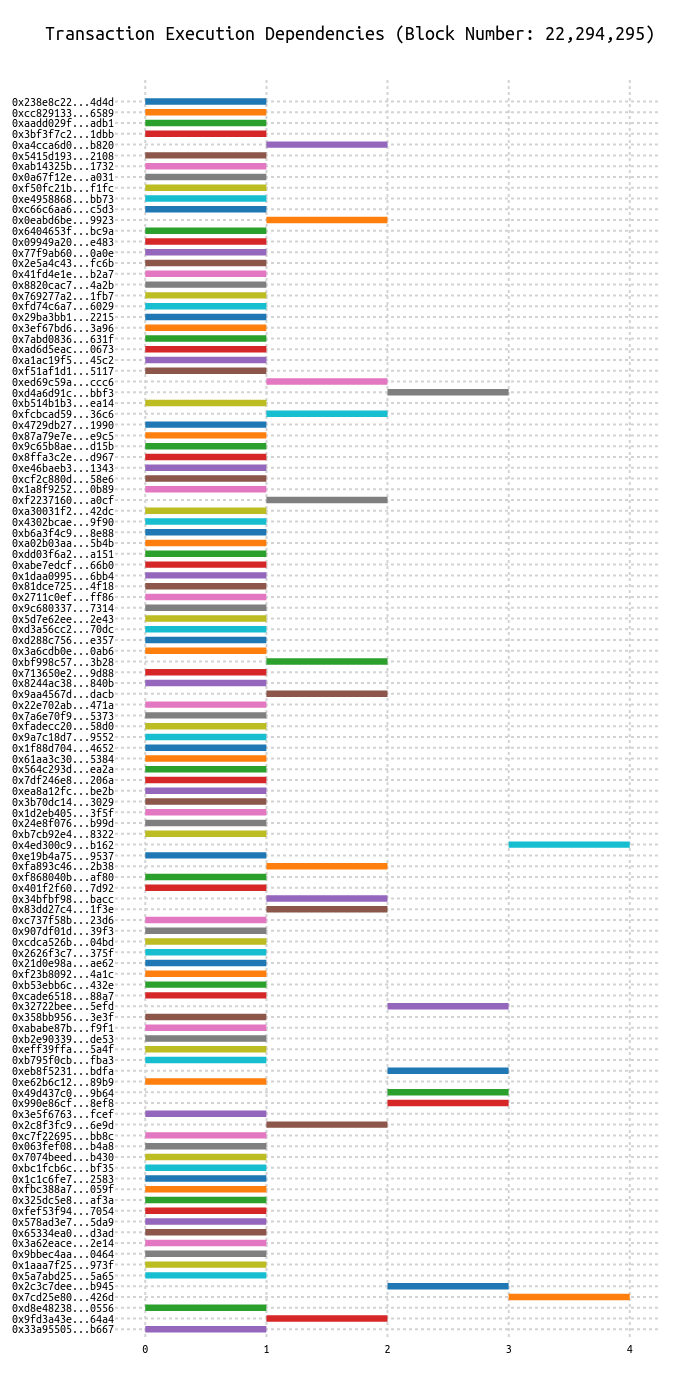 Transaction Execution Dependencies (Block Number: 22,294,295)
0x238e8c22...4d4d
0xcc829133...6589
0xaadd029f...adb1
0x3bf3f7c2...1dbb
0xa4cca6d0...b820
0x5415d193...2108
0xab14325b...1732
0x0a67f12e...a031
0xf50fc21b...f1fc
0xe4958868...bb73
0xc66c6aa6...c5d3
0x0eabd6be...9923
0x6404653f...bc9a
0x09949a20...e483
0x77f9ab60...0a0e
0x2e5a4c43...fc6b
0x41fd4e1e...b2a7
0x8820cac7...4a2b
0x769277a2...1fb7
0xfd74c6a7...6029
0x29ba3bb1...2215
0x3ef67bd6...3a96
0x7abd0836...631f
0xad6d5eac...0673
0xa1ac19f5...45c2
0xf51af1d1...5117
0xed69c59a...ccc6
0xd4a6d91c...bbf3
0xb514b1b3...ea14
0xfcbcad59...36c6
0x4729db27...1990
0x87a79e7e...e9c5
0x9c65b8ae...d15b
0x8ffa3c2e...d967
0xe46baeb3...1343
0xcf2c880d...58e6
0x1a8f9252...0b89
0xf2237160...a0cf
0xa30031f2...42dc
0x4302bcae...9f90
0xb6a3f4c9...8e88
0xa02b03aa...5b4b
0xdd03f6a2...a151
0xabe7edcf...66b0
0x1daa0995...6bb4
0x81dce725...4f18
0x2711c0ef...ff86
0x9c680337...7314
0x5d7e62ee...2e43
0xd3a56cc2...70dc
0xd288c756...e357
0x3a6cdb0e...0ab6
0xbf998c57...3b28
0x713650e2...9d88
0x8244ac38...840b
0x9aa4567d...dacb
0x22e702ab...471a
0x7a6e70f9...5373
0xfadecc20...58d0
0x9a7c18d7...9552
0x1f88d704...4652
0x61aa3c30...5384
0x564c293d...ea2a
0x7df246e8...206a
0xea8a12fc...be2b
0x3b70dc14...3029
0x1d2eb405...3f5f
0x24e8f076...b99d
0xb7cb92e4...8322
0x4ed300c9...b162
0xe19b4a75...9537
0xfa893c46...2b38
0xf868040b...af80
0x401f2f60...7d92
0x34bfbf98...bacc
0x83dd27c4...1f3e
0xc737f58b...23d6
0x907df01d...39f3
0xcdca526b...04bd
0x2626f3c7...375f
0x21d0e98a...ae62
0xf23b8092...4a1c
0xb53ebb6c...432e
0xcade6518...88a7
0x32722bee...5efd
0x358bb956...3e3f
0xababe87b...f9f1
0xb2e90339...de53
0xeff39ffa...5a4f
0xb795f0cb...fba3
0xeb8f5231...bdfa
0xe62b6c12...89b9
0x49d437c0...9b64
0x990e86cf...8ef8
0x3e5f6763...fcef
0x2c8f3fc9...6e9d
0xc7f22695...bb8c
0x063fef08...b4a8
0x7074beed...b430
0xbc1fcb6c...bf35
0x1c1c6fe7...2583
0xfbc388a7...059f
0x325dc5e8...af3a
0xfef53f94...7054
0x578ad3e7...5da9
0x65334ea0...d3ad
0x3a62eace...2e14
0x9bbec4aa...0464
0x1aaa7f25...973f
0x5a7abd25...5a65
0x2c3c7dee...b945
0x7cd25e80...426d
0xd8e48238...0556
0x9fd3a43e...64a4
0x33a95505...b667
0 1 2 3 4